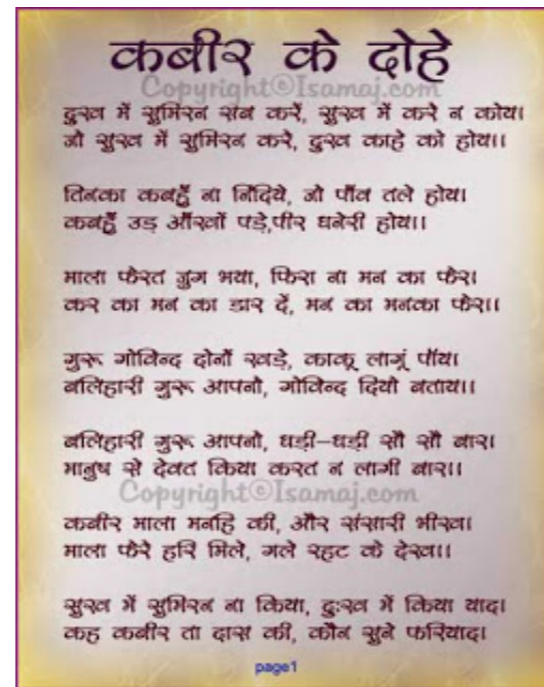 कबीर के दोहे
Copyright©Isamaj.com
दुख में सुमिरन सब करें, सुख में करे न कोय।
जो सुख में सुमिरन करे, दुख काहे को होय।।
तिनका कबहुँ ना निंदिये, जो पाँव तले होय।
कबहुँ उड़ आँखों पड़े,पीर घनेरी होय।।
माला फेरत जुग भया, फिरा ना मन का फेर।
कर का मन का डार दें, मन का मनका फेर।।
गुरू गोविन्द दोनों खड़े, काकू लागूं पाँय।
बलिहारी गुरू आपनो, गोविन्द दियो बताय।।
बलिहारी गुरू आपनो, घड़ी-घड़ी सौ सौ बार।
मानुष से देवत किया करत न लागी बार।।
Copyright©Isamaj.com
कबीर माला मनहि की, और संसारी भीख।
माला फेरे हरि मिले, गले रहट के देख।।
सुख में सुमिरन ना किया, दुःख में किया याद।
कह कबीर ता दास की, कौन सुने फरियाद।
page1